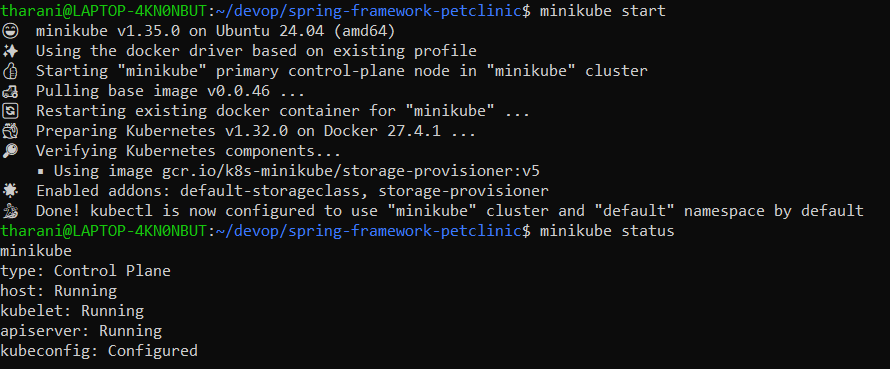 tharani@LAPTOP-4KN0NBUT:~/devop/spring-framework-petclinic$ minikube start
minikube v1.35.0 on Ubuntu 24.04 (amd64)
Using the docker driver based on existing profile
Starting "minikube" primary control-plane node in "minikube" cluster
Pulling base image v0.0.46 ...
Restarting existing docker container for "minikube" ...
Preparing Kubernetes v1.32.0 on Docker 27.4.1 ...
Verifying Kubernetes components...
▪ Using image gcr.io/k8s-minikube/storage-provisioner:v5
Enabled addons: default-storageclass, storage-provisioner
Done! kubectl is now configured to use "minikube" cluster and "default" namespace by default
tharani@LAPTOP-4KN0NBUT:~/devop/spring-framework-petclinic$ minikube status
minikube
type: Control Plane
host: Running
kubelet: Running
apiserver: Running
kubeconfig: Configured